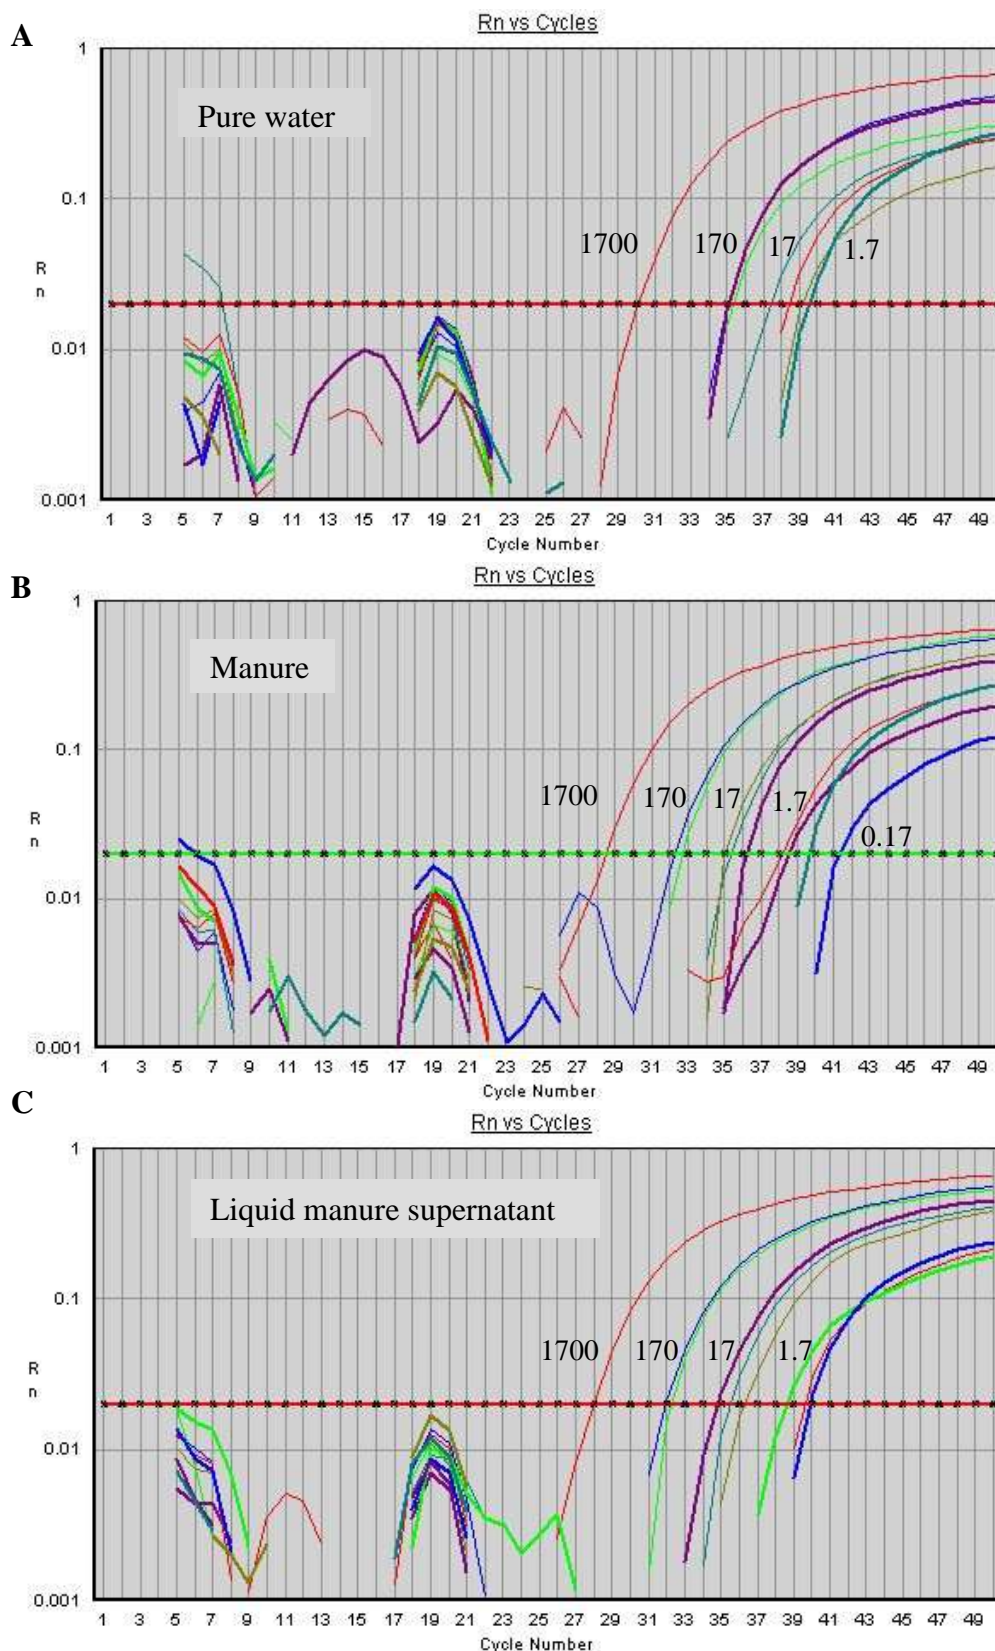 A
Rn vs Cycles
1
Pure water
0.1
1700 170 17 1.7
R
n
0.01
0.001
1 3 5 7 9 11 13 15 17 19 21 23 25 27 29 31 33 35 37 39 41 43 45 47 49
Cycle Number
B
Rn vs Cycles
1
Manure
0.1
1700 170 17 1.7
R
n
0.17
0.01
0.001
1 3 5 7 9 11 13 15 17 19 21 23 25 27 29 31 33 35 37 39 41 43 45 47 49
Cycle Number
C
Rn vs Cycles
1
Liquid manure supernatant
0.1
1700 170 17 1.7
R
n
0.01
0.001
1 3 5 7 9 11 13 15 17 19 21 23 25 27 29 31 33 35 37 39 41 43 45 47 49
Cycle Number